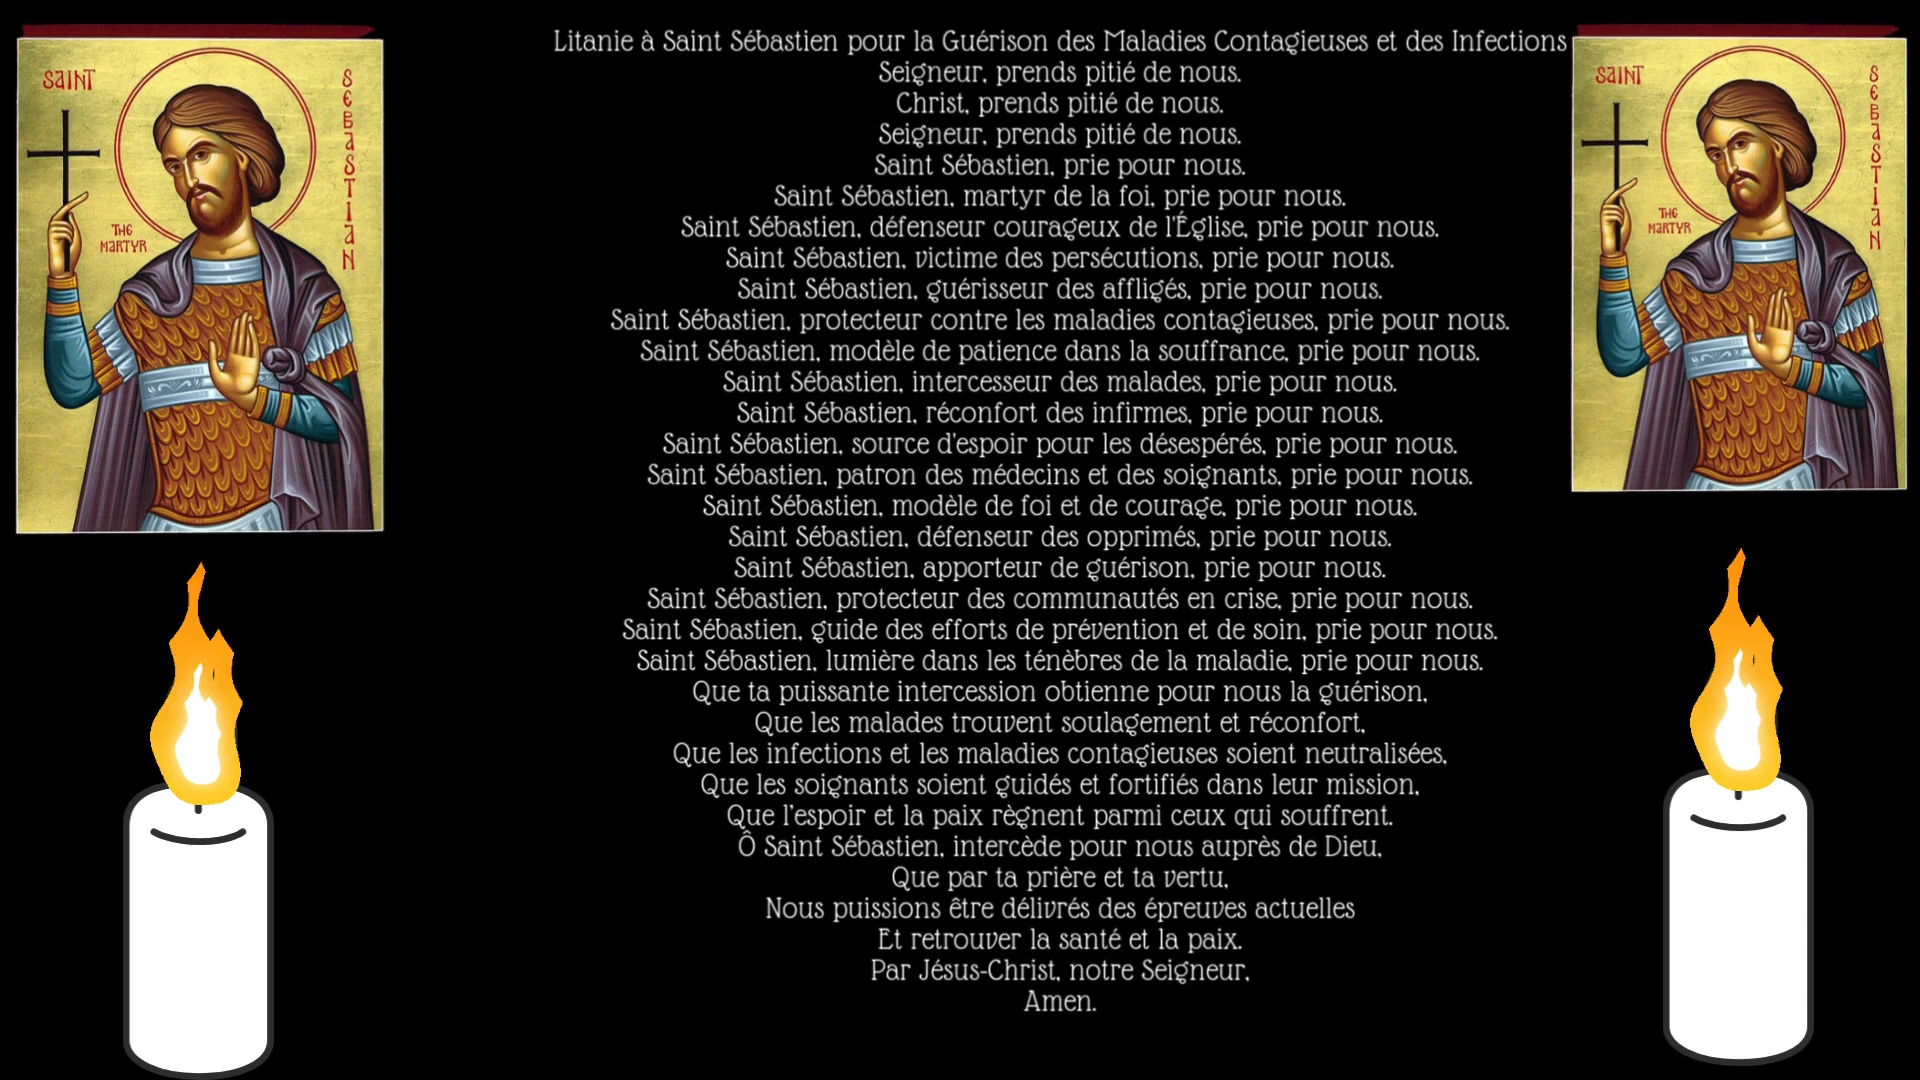 Litanie à Saint Sébastien pour la Guérison des Maladies Contagieuses et des Infections
Seigneur, prends pitié de nous.
Christ, prends pitié de nous.
Seigneur, prends pitié de nous.
Saint Sébastien, prie pour nous.
Saint Sébastien, martyr de la foi, prie pour nous.
Saint Sébastien, défenseur courageux de l'Église, prie pour nous.
Saint Sébastien, victime des persécutions, prie pour nous.
Saint Sébastien, guérisseur des affligés, prie pour nous.
Saint Sébastien, protecteur contre les maladies contagieuses, prie pour nous.
Saint Sébastien, modèle de patience dans la souffrance, prie pour nous.
Saint Sébastien, intercesseur des malades, prie pour nous.
Saint Sébastien, réconfort des infirmes, prie pour nous.
Saint Sébastien, source d'espoir pour les désespérés, prie pour nous.
Saint Sébastien, patron des médecins et des soignants, prie pour nous.
Saint Sébastien, modèle de foi et de courage, prie pour nous.
Saint Sébastien, défenseur des opprimés, prie pour nous.
Saint Sébastien, apporteur de guérison, prie pour nous.
Saint Sébastien, protecteur des communautés en crise, prie pour nous.
Saint Sébastien, guide des efforts de prévention et de soin, prie pour nous.
Saint Sébastien, lumière dans les ténèbres de la maladie, prie pour nous.
Que ta puissante intercession obtienne pour nous la guérison,
Que les malades trouvent soulagement et réconfort,
Que les infections et les maladies contagieuses soient neutralisées,
Que les soignants soient guidés et fortifiés dans leur mission,
Que l'espoir et la paix règnent parmi ceux qui souffrent.
Ô Saint Sébastien, intercède pour nous auprès de Dieu,
Que par ta prière et ta vertu,
Nous puissions être délivrés des épreuves actuelles
Et retrouver la santé et la paix.
Par Jésus-Christ, notre Seigneur,
Amen.
SAINT
SEBASTIAN
THE
MARTYR
SAINT
SEBASTIAN
THE
MARTYR